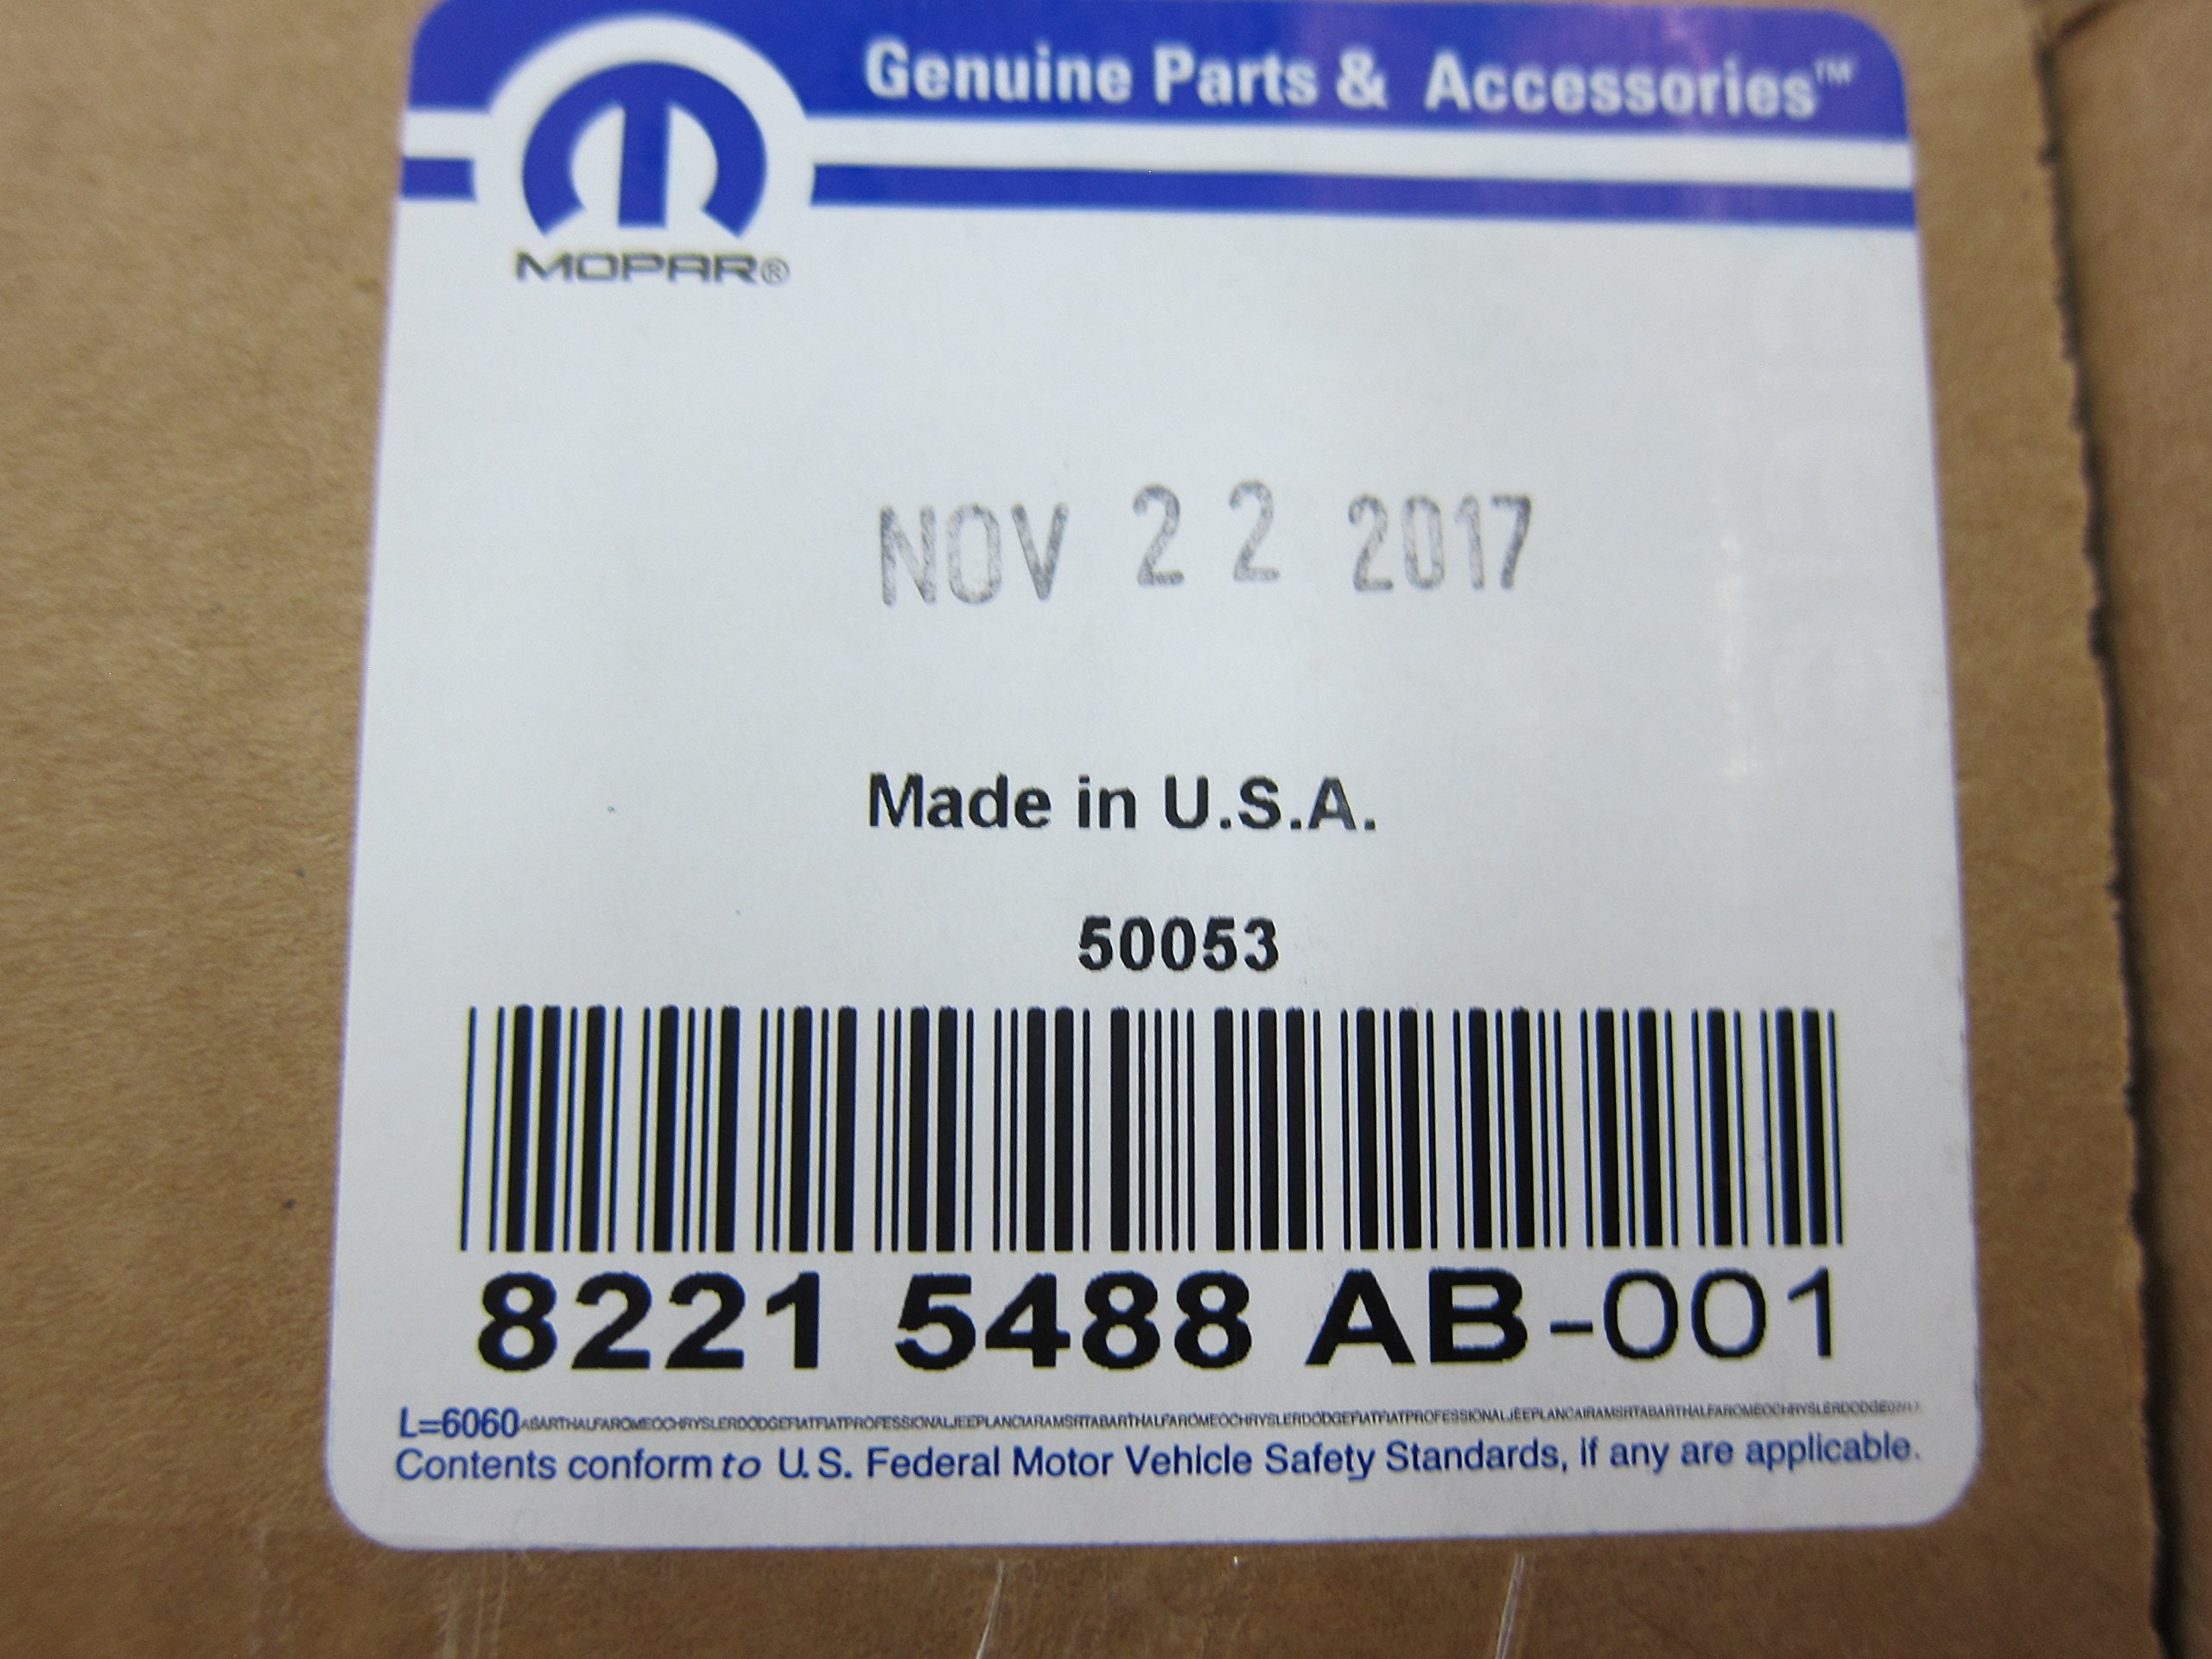 Genuine Parts & Accessories™
MOPAR®
NOV 22 2017
Made in U.S.A.
50053
8221 5488 AB-001
L=6060
Contents conform to U.S. Federal Motor Vehicle Safety Standards, if any are applicable.